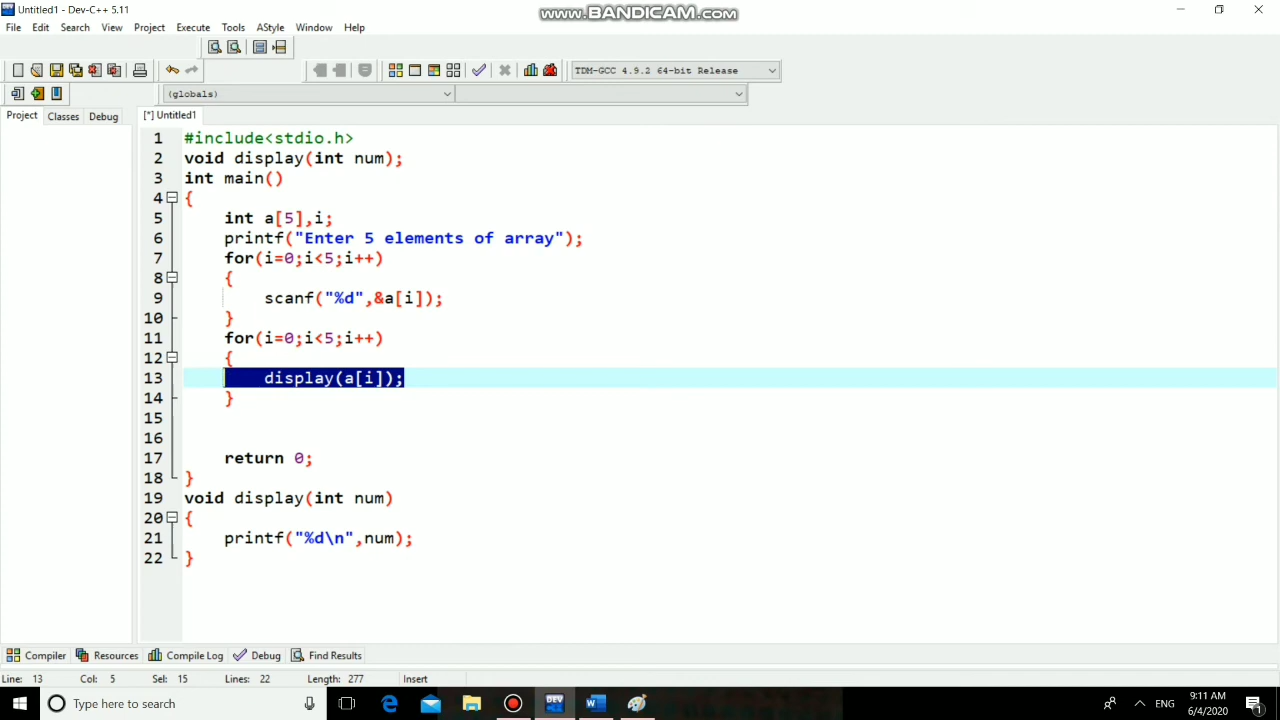 www.BANDICAM.com
Untitled1 - Dev-C++ 5.11
File Edit Search View Project Execute Tools AStyle Window Help
TDM-GCC 4.9.2 64-bit Release
(globals)
Project Classes Debug [*] Untitled1
1 #include<stdio.h>
2 void display(int num);
3 int main()
4 {
5 int a[5],i;
6 printf("Enter 5 elements of array");
7 for(i=0;i<5;i++)
8 {
9 scanf("%d",&a[i]);
10 }
11 for(i=0;i<5;i++)
12 {
13 display(a[i]);
14 }
15
16
17 return 0;
18 }
19 void display(int num)
20 {
21 printf("%d\n",num);
22 }
Compiler Resources Compile Log Debug Find Results
Line: 13 Col: 5 Sel: 15 Lines: 22 Length: 277 Insert
Type here to search
DEV
W
ENG
9:11 AM
6/4/2020
1